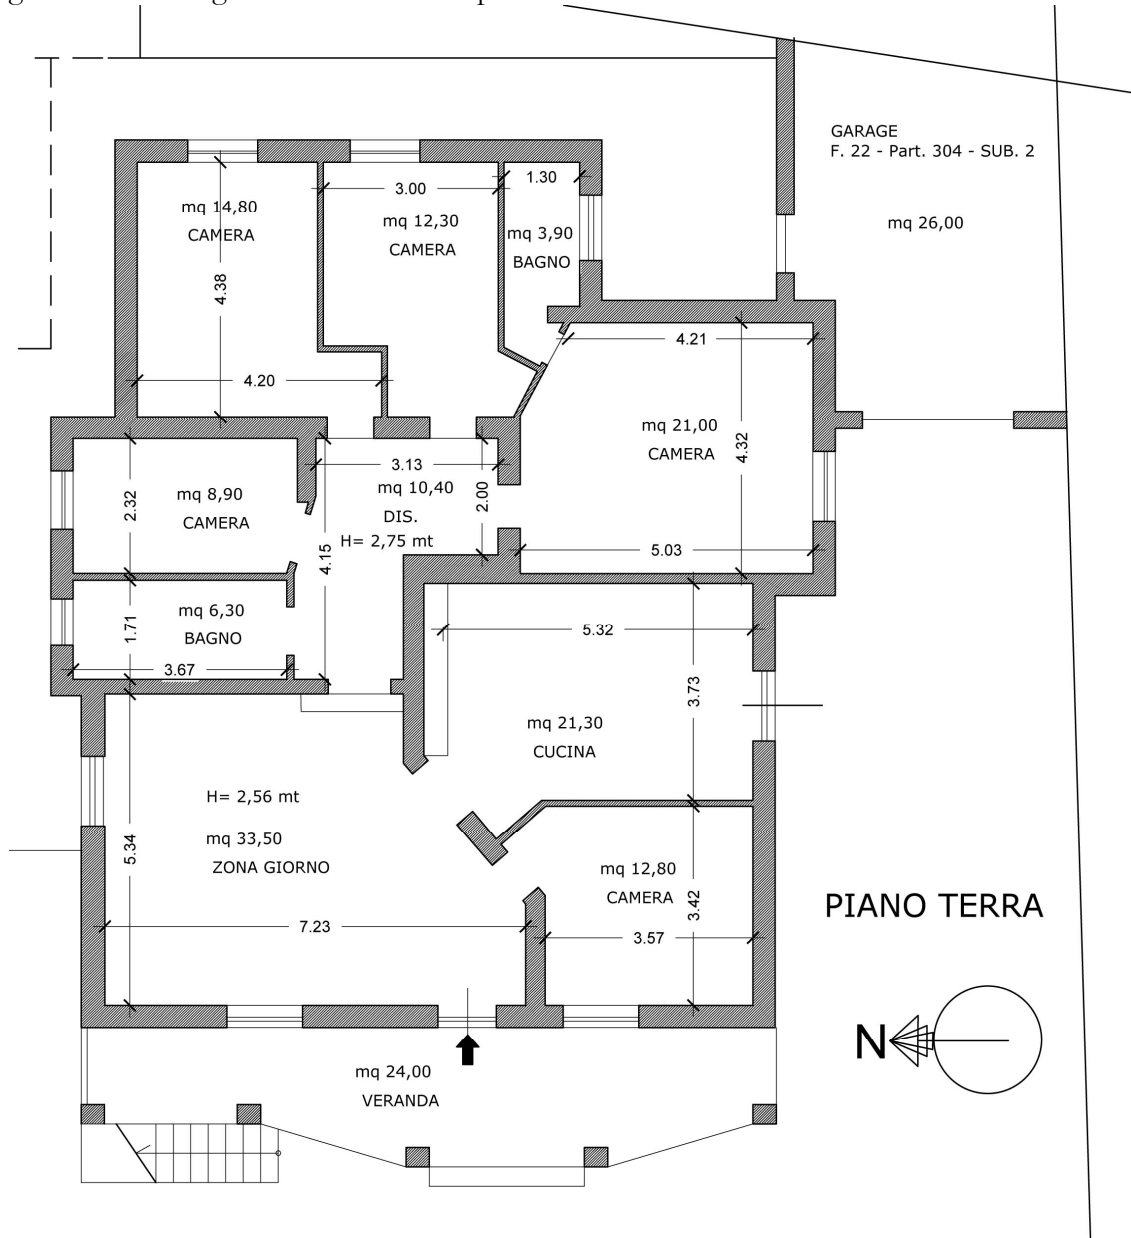 GARAGE
F. 22 - Part. 304 - SUB. 2
mq 26,00
1.30
3.00
mq 14,80
CAMERA
mq 12,30
CAMERA
mq 3,90
BAGNO
4.38
4.20
4.21
mq 21,00
CAMERA
4.32
5.03
3.13
mq 10,40
DIS.
H= 2,75 mt
2.00
4.15
mq 8,90
CAMERA
2.32
mq 6,30
BAGNO
1.71
3.67
5.32
3.73
mq 21,30
CUCINA
H= 2,56 mt
mq 33,50
ZONA GIORNO
5.34
7.23
mq 12,80
CAMERA
3.42
3.57
PIANO TERRA
N
mq 24,00
VERANDA